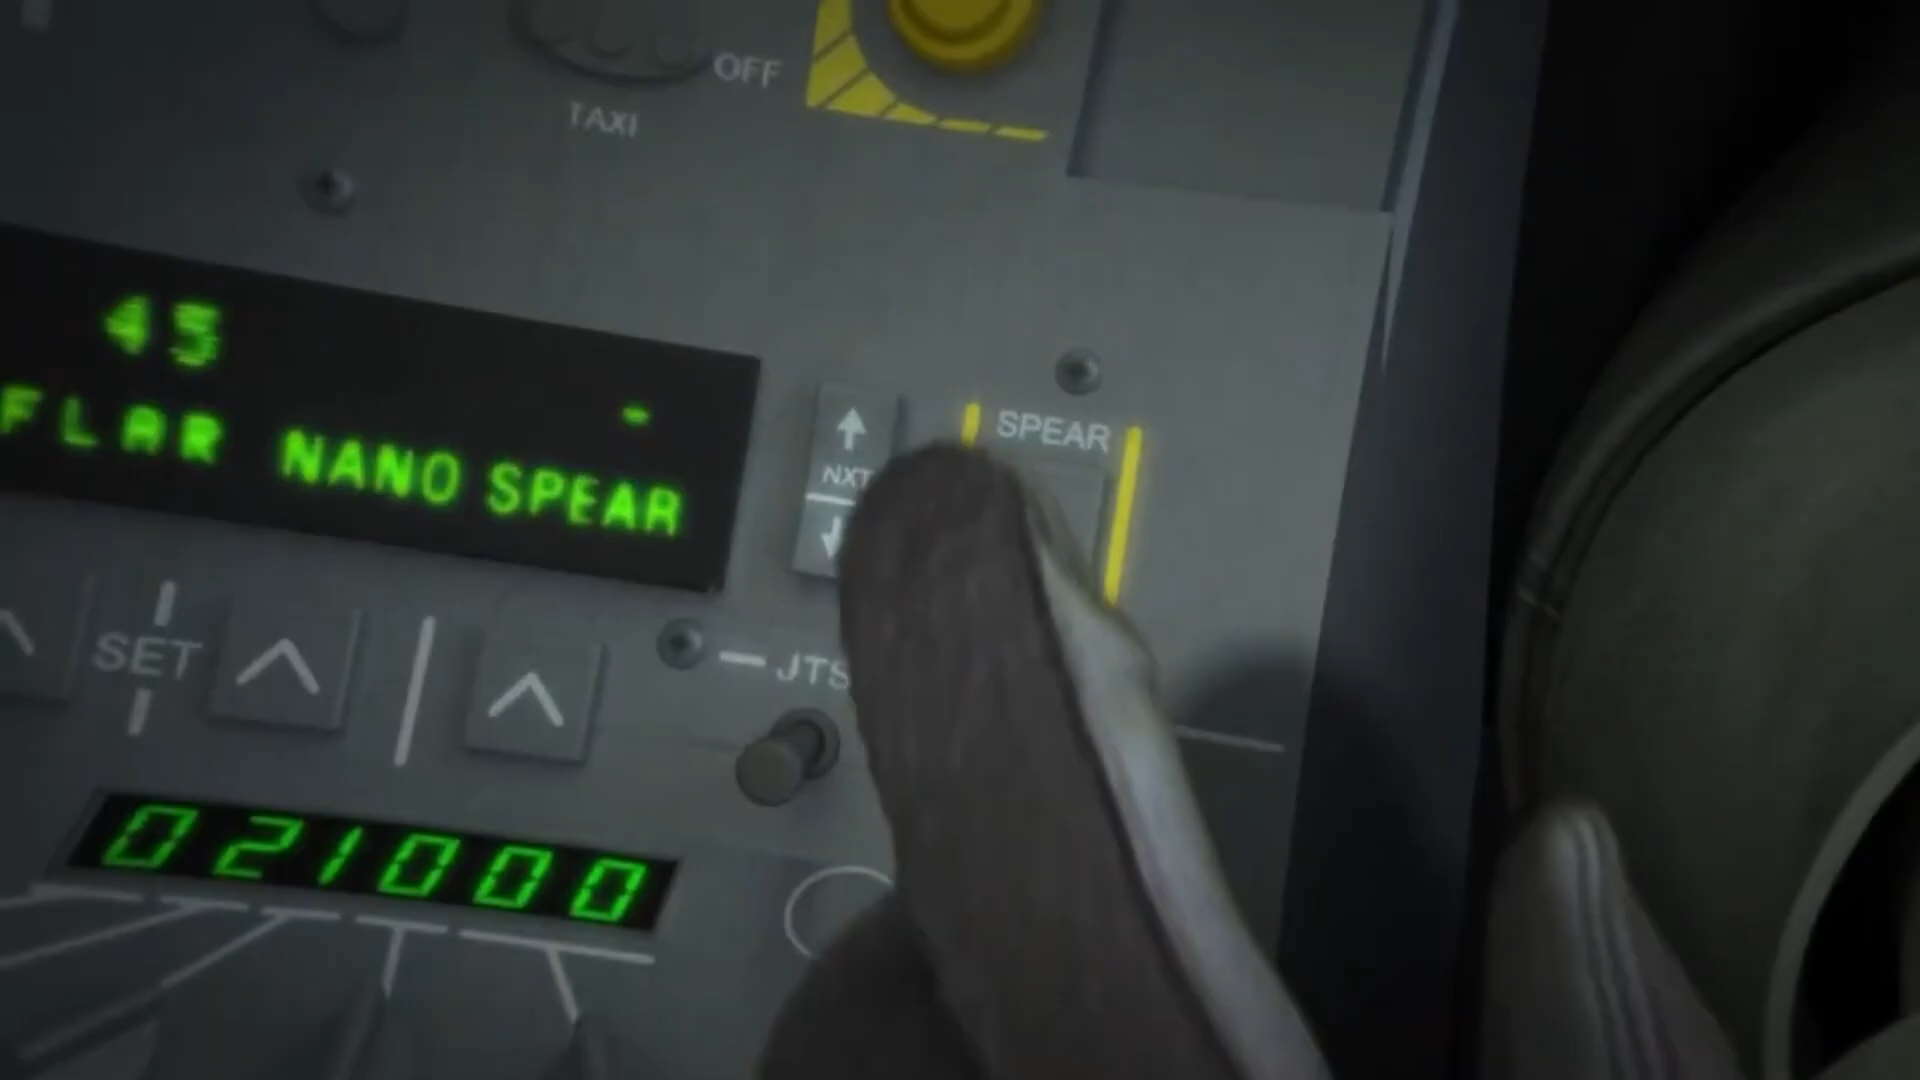 OFF
TAXI
45
-
FLAR NANO SPEAR
NXT
SPEAR
SET
JTS
021000